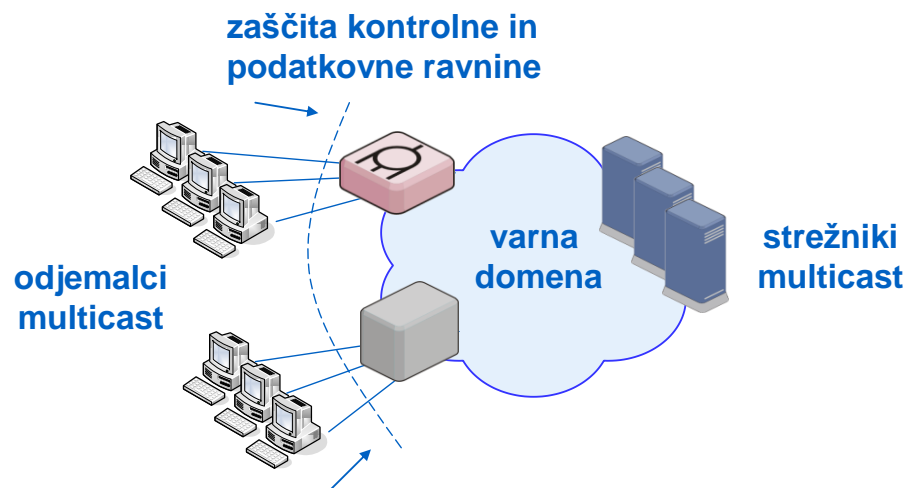 zaščita kontrolne in
podatkovne ravnine
varna
domena
strežniki
multicast
odjemalci
multicast